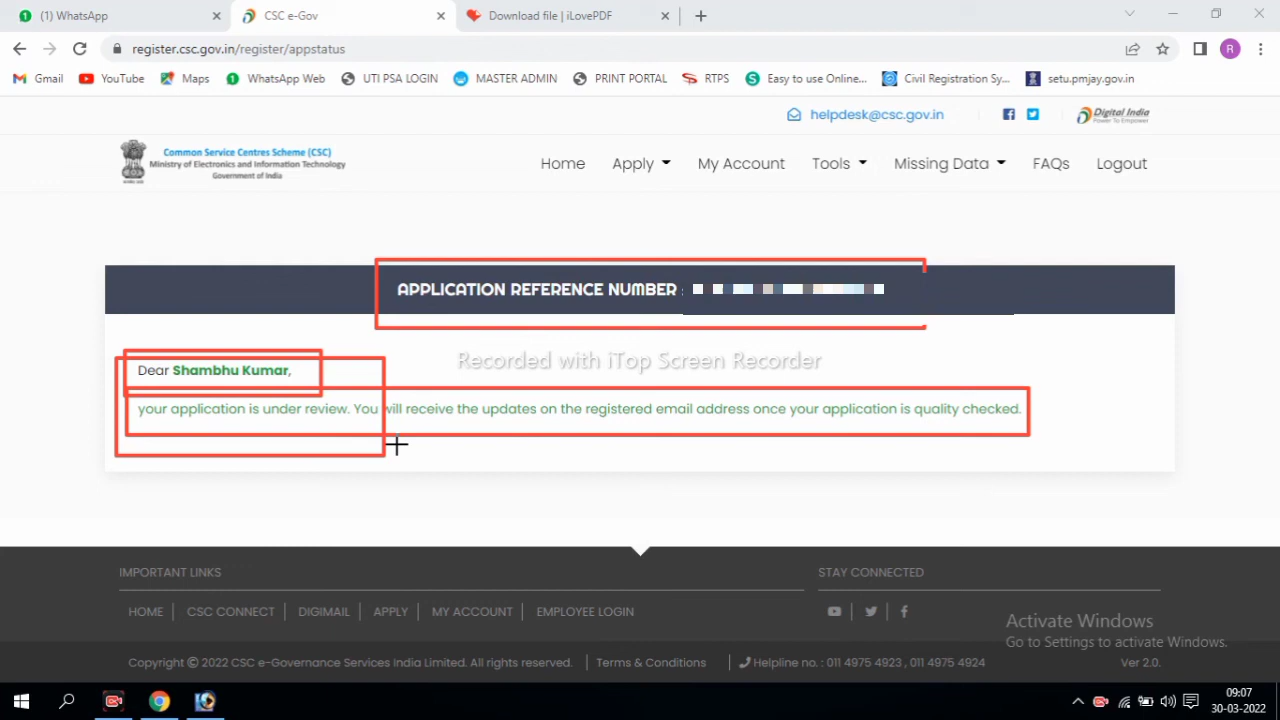 (1) WhatsApp
CSC e-Gov
Download file | iLovePDF
register.csc.gov.in/register/appstatus
R
Gmail
YouTube
Maps
WhatsApp Web
UTI PSA LOGIN
MASTER ADMIN
PRINT PORTAL
RTPS
Easy to use Online...
Civil Registration Sy...
setu.pmjay.gov.in
helpdesk@csc.gov.in
Digital India
Power To Empower
Common Service Centres Scheme (CSC)
Ministry of Electronics and Information Technology
Government of India
Home
Apply
My Account
Tools
Missing Data
FAQs
Logout
APPLICATION REFERENCE NUMBER :
Recorded with iTop Screen Recorder
Dear Shambhu Kumar,
your application is under review. You will receive the updates on the registered email address once your application is quality checked.
IMPORTANT LINKS
STAY CONNECTED
HOME
CSC CONNECT
DIGIMAIL
APPLY
MY ACCOUNT
EMPLOYEE LOGIN
Activate Windows
Go to Settings to activate Windows.
Copyright © 2022 CSC e-Governance Services India Limited. All rights reserved.
Terms & Conditions
Helpline no. : 011 4975 4923 , 011 4975 4924
Ver 2.0.
09:07
30-03-2022